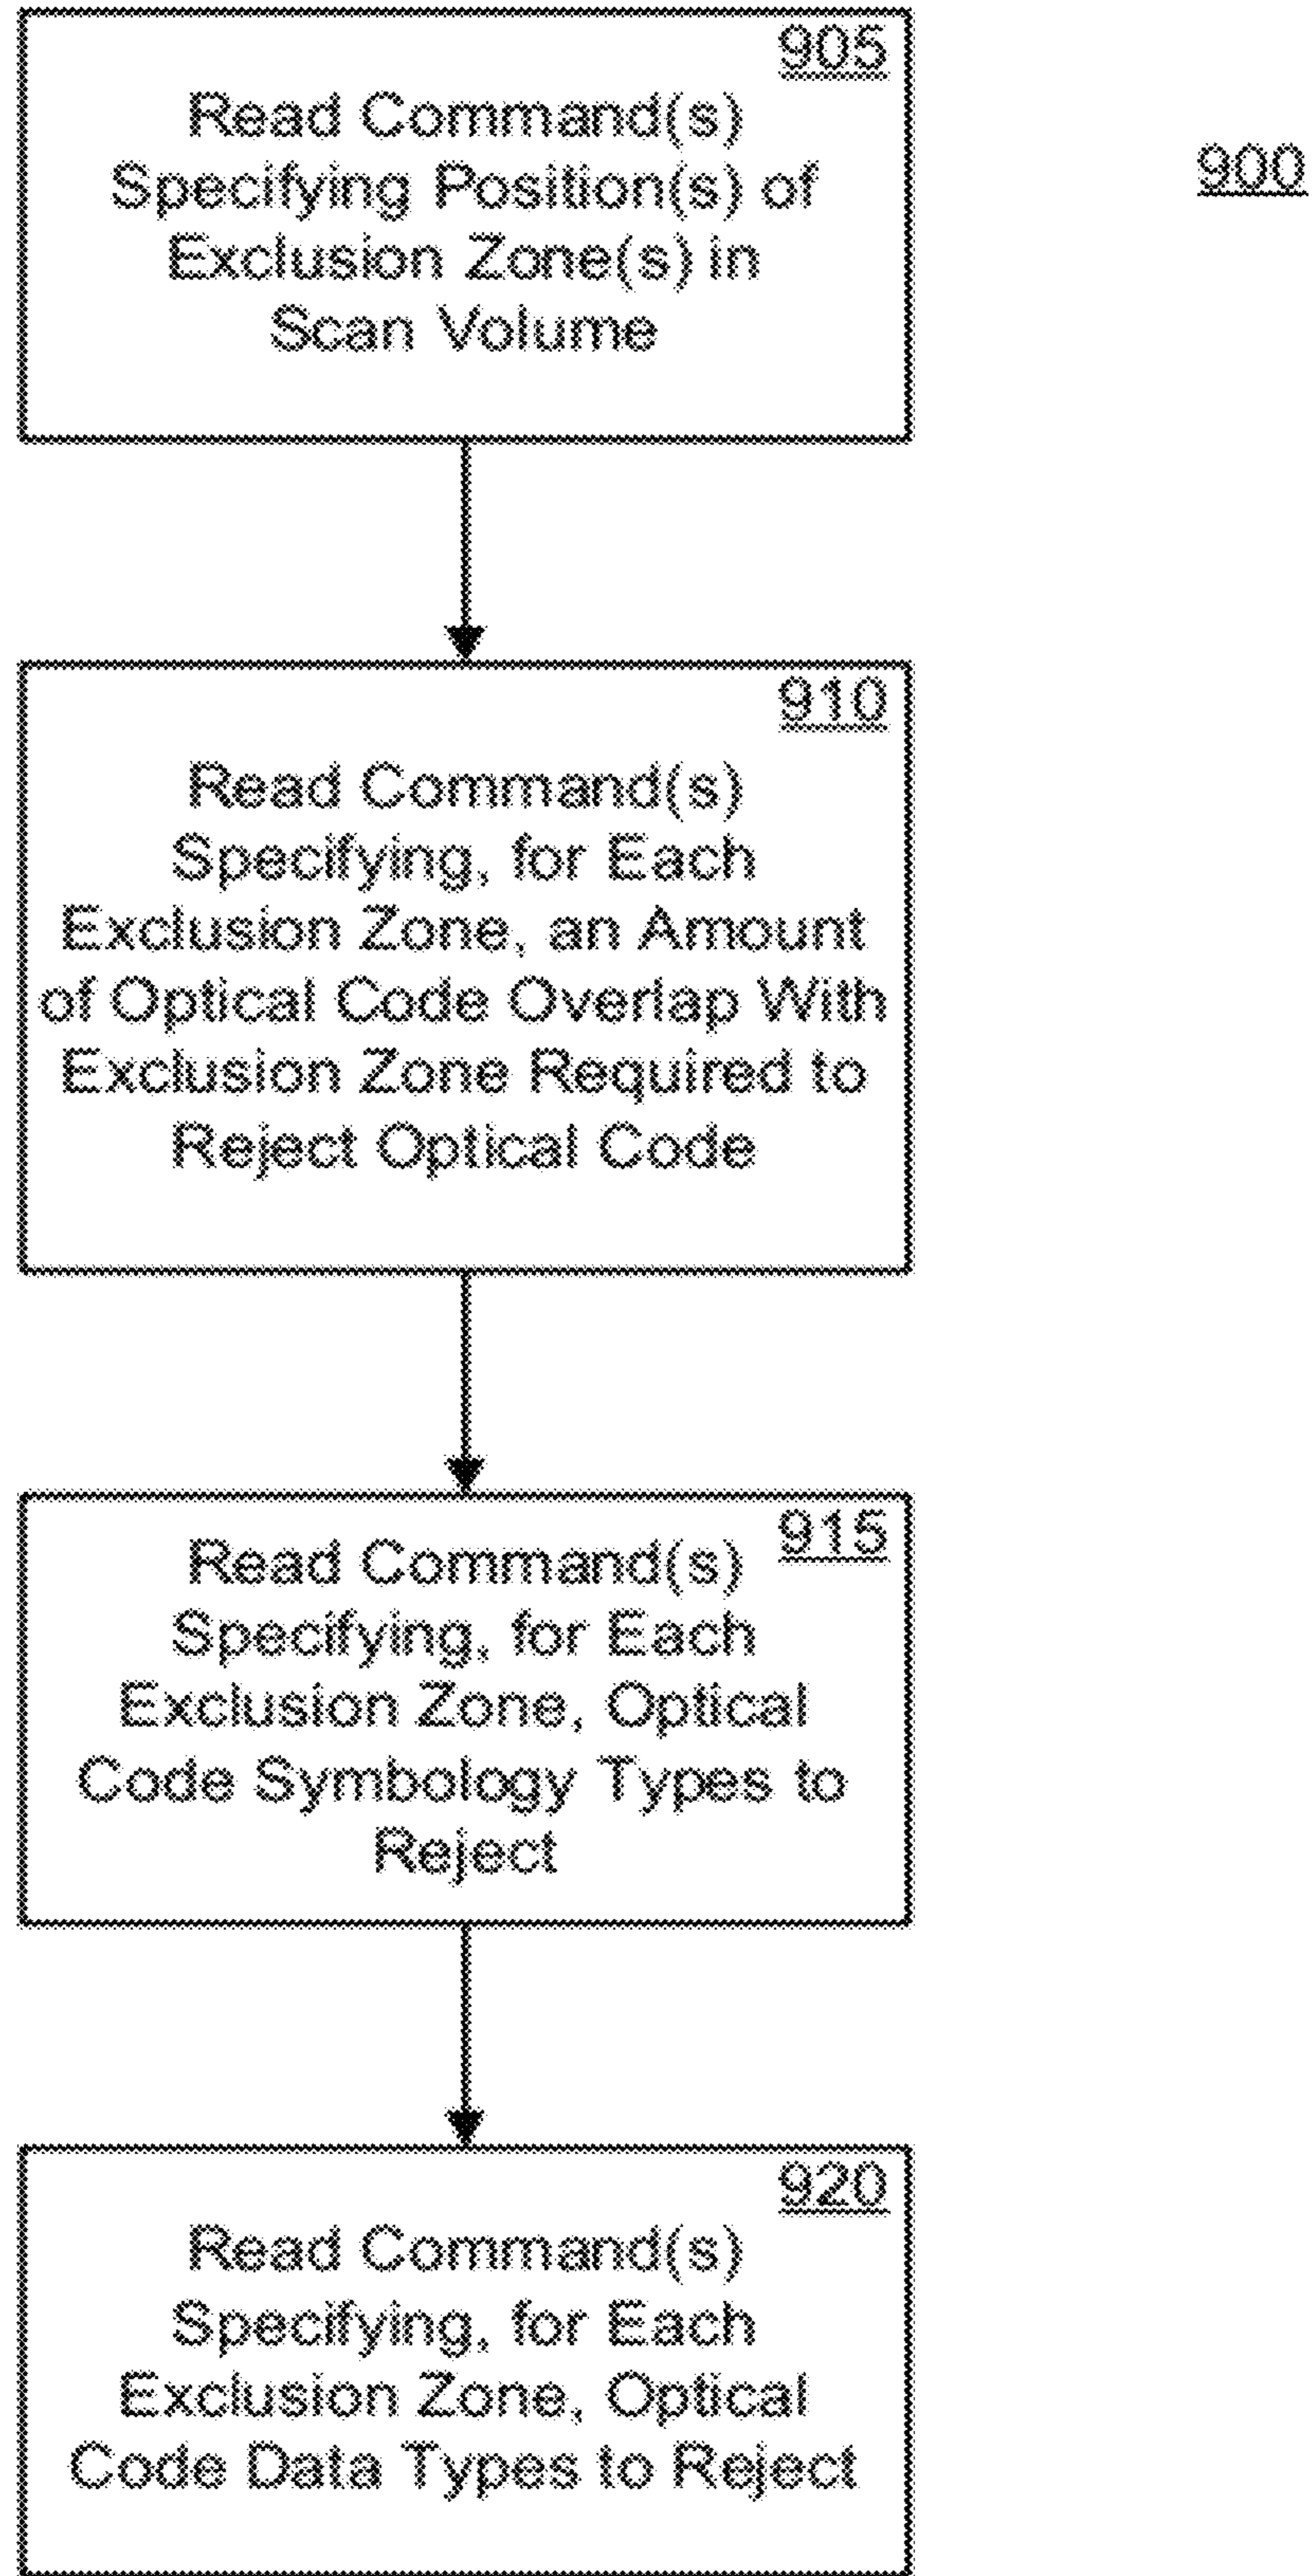 905
Read Command(s)
Specifying Position(s) of
Exclusion Zone(s) in
Scan Volume
900
910
Read Command(s)
Specifying, for Each
Exclusion Zone, an Amount
of Optical Code Overlap With
Exclusion Zone Required to
Reject Optical Code
915
Read Command(s)
Specifying, for Each
Exclusion Zone, Optical
Code Symbology Types to
Reject
920
Read Command(s)
Specifying, for Each
Exclusion Zone, Optical
Code Data Types to Reject